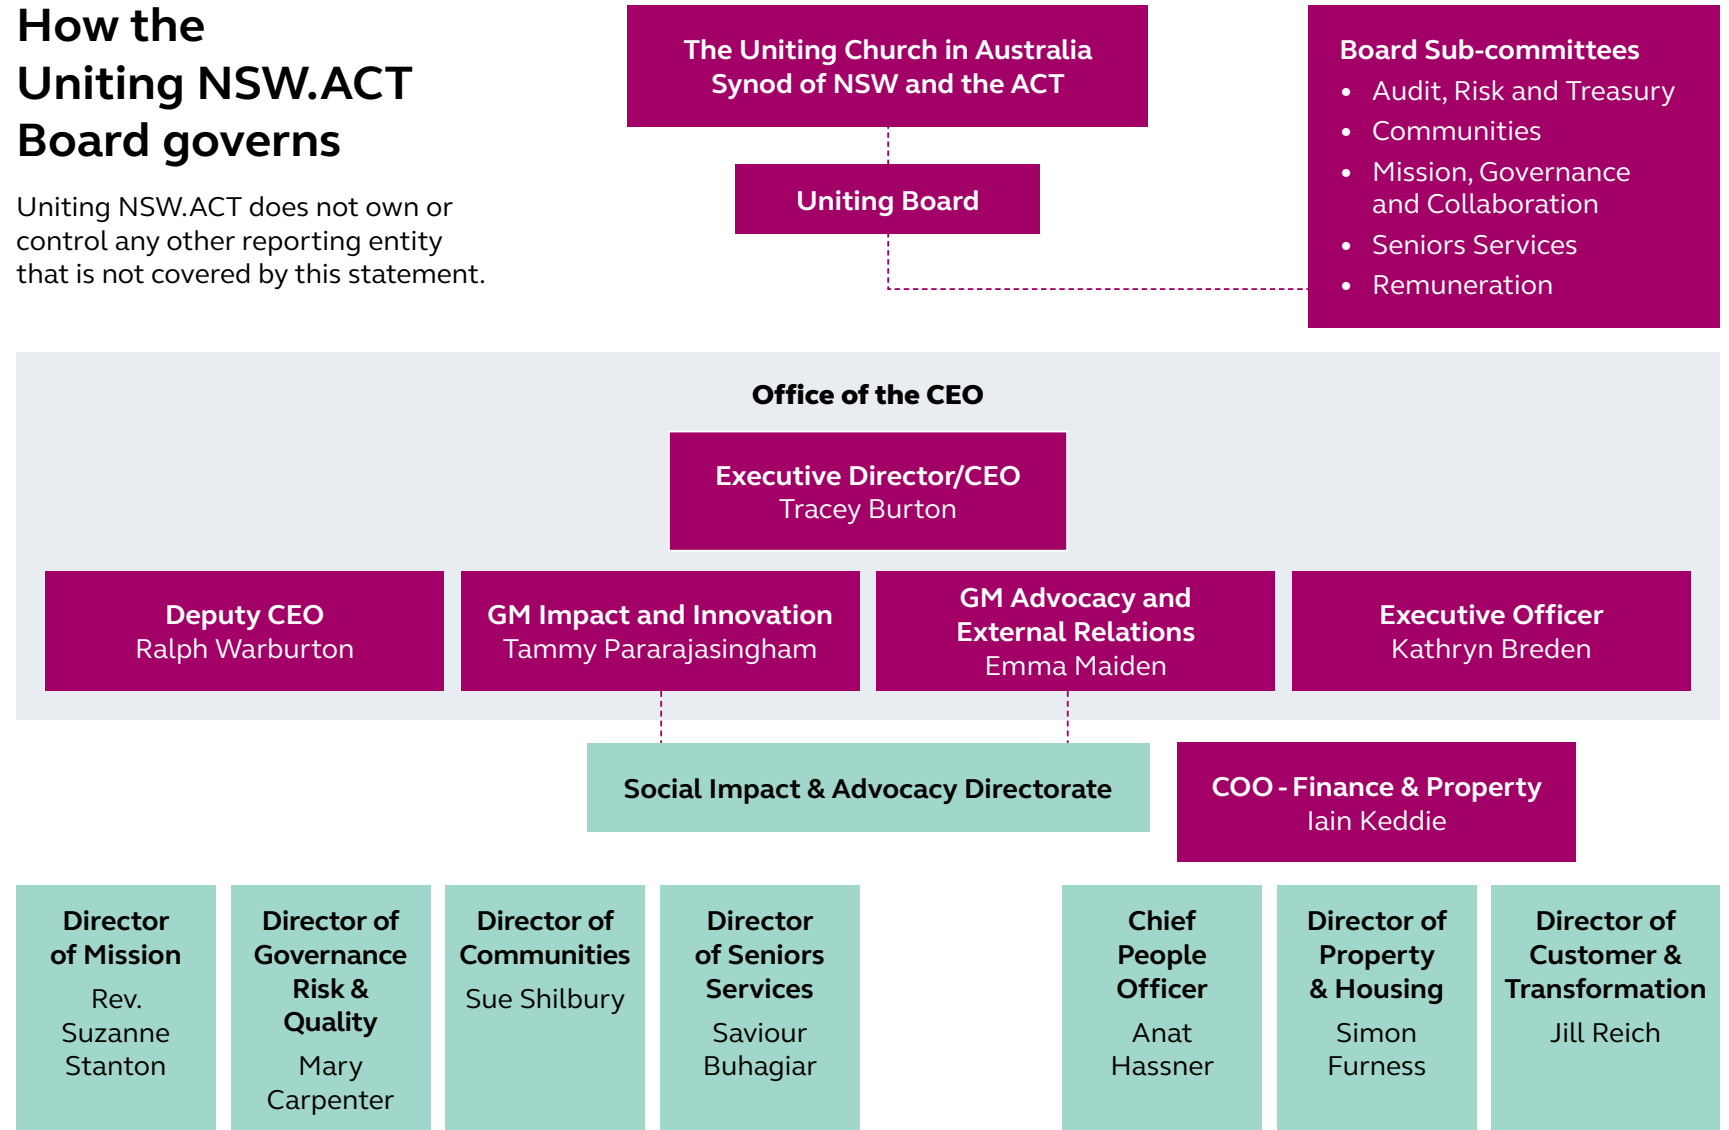 How the
Uniting NSW.ACT
Board governs
Uniting NSW.ACT does not own or
control any other reporting entity
that is not covered by this statement.
The Uniting Church in Australia
Synod of NSW and the ACT
Uniting Board
Board Sub-committees
• Audit, Risk and Treasury
• Communities
• Mission, Governance
and Collaboration
• Seniors Services
• Remuneration
Office of the CEO
Executive Director/CEO
Tracey Burton
Deputy CEO
Ralph Warburton
GM Impact and Innovation
Tammy Pararajasingham
GM Advocacy and
External Relations
Emma Maiden
Executive Officer
Kathryn Breden
Social Impact & Advocacy Directorate
COO - Finance & Property
Iain Keddie
Director
of Mission
Rev.
Suzanne
Stanton
Director of
Governance
Risk &
Quality
Mary
Carpenter
Director of
Communities
Sue Shilbury
Director
of Seniors
Services
Saviour
Buhagiar
Chief
People
Officer
Anat
Hassner
Director of
Property
& Housing
Simon
Furness
Director of
Customer &
Transformation
Jill Reich